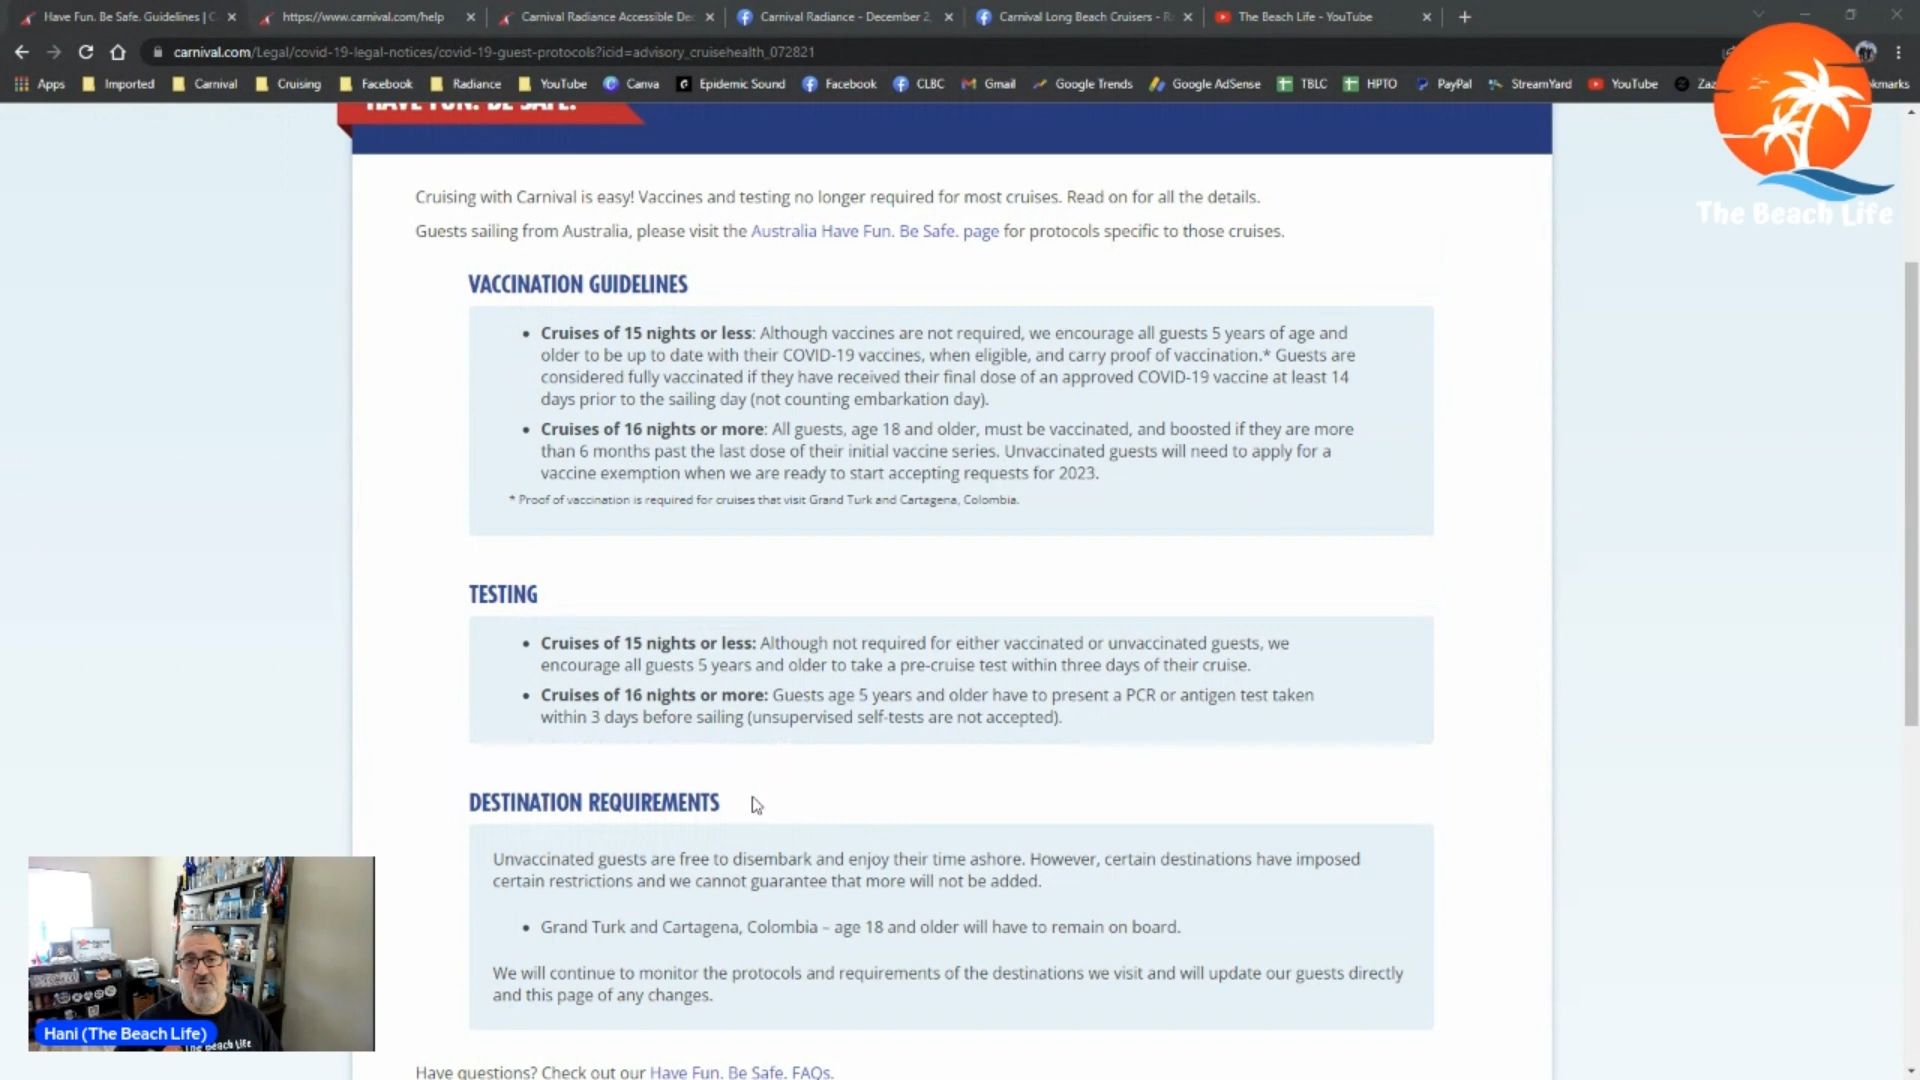 Have Fun. Be Safe. Guidelines | C
https://www.carnival.com/help
Carnival Radiance Accessible De
Carnival Radiance - December 2
Carnival Long Beach Cruisers - R
The Beach Life - YouTube
carnival.com/Legal/covid-19-legal-notices/covid-19-guest-protocols?icid=advisory_cruisehealth_072821
Apps Imported Carnival Cruising Facebook Radiance YouTube Canva Epidemic Sound Facebook CLBC Gmail Google Trends Google AdSense TBLC HPTO PayPal StreamYard YouTube Zaz kmarks
HAVE FUN. BE SAFE.
The Beach Life
Cruising with Carnival is easy! Vaccines and testing no longer required for most cruises. Read on for all the details.
Guests sailing from Australia, please visit the Australia Have Fun. Be Safe. page for protocols specific to those cruises.
VACCINATION GUIDELINES
• Cruises of 15 nights or less: Although vaccines are not required, we encourage all guests 5 years of age and
older to be up to date with their COVID-19 vaccines, when eligible, and carry proof of vaccination.* Guests are
considered fully vaccinated if they have received their final dose of an approved COVID-19 vaccine at least 14
days prior to the sailing day (not counting embarkation day).
• Cruises of 16 nights or more: All guests, age 18 and older, must be vaccinated, and boosted if they are more
than 6 months past the last dose of their initial vaccine series. Unvaccinated guests will need to apply for a
vaccine exemption when we are ready to start accepting requests for 2023.
* Proof of vaccination is required for cruises that visit Grand Turk and Cartagena, Colombia.
TESTING
• Cruises of 15 nights or less: Although not required for either vaccinated or unvaccinated guests, we
encourage all guests 5 years and older to take a pre-cruise test within three days of their cruise.
• Cruises of 16 nights or more: Guests age 5 years and older have to present a PCR or antigen test taken
within 3 days before sailing (unsupervised self-tests are not accepted).
DESTINATION REQUIREMENTS
Unvaccinated guests are free to disembark and enjoy their time ashore. However, certain destinations have imposed
certain restrictions and we cannot guarantee that more will not be added.
• Grand Turk and Cartagena, Colombia – age 18 and older will have to remain on board.
We will continue to monitor the protocols and requirements of the destinations we visit and will update our guests directly
and this page of any changes.
Have questions? Check out our Have Fun. Be Safe. FAQs.
Hani (The Beach Life)
The Beach Life